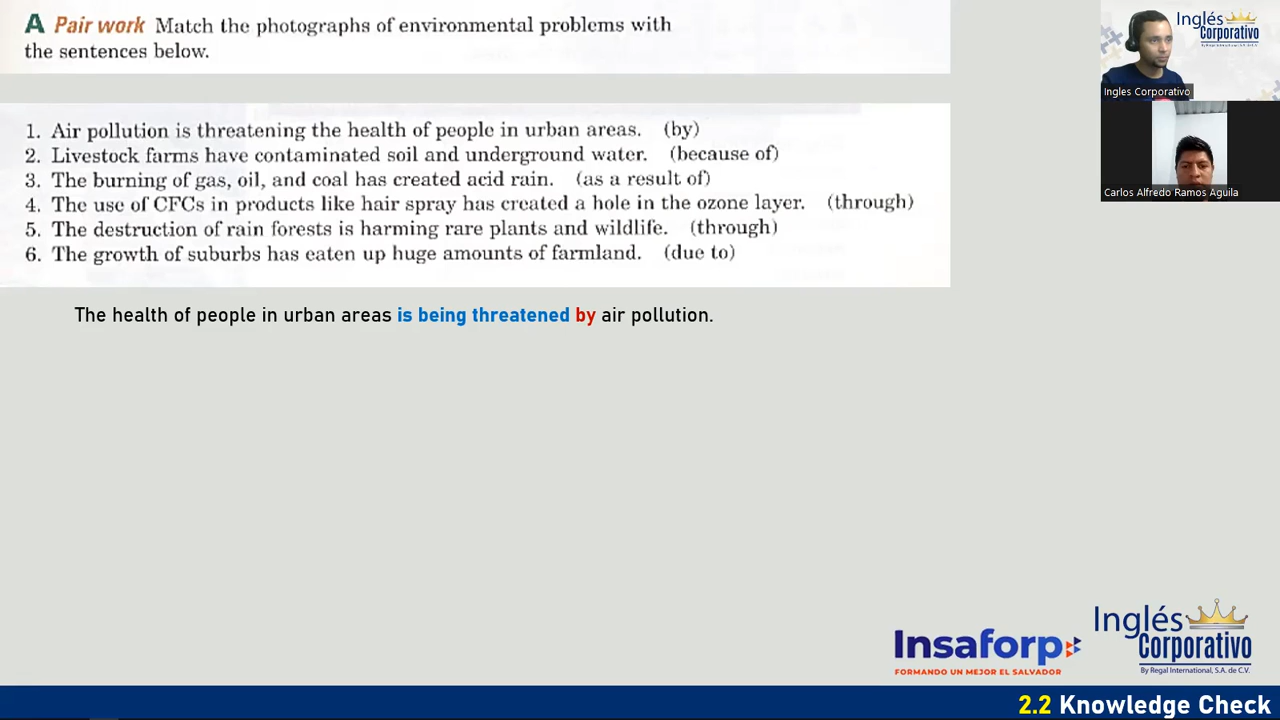 A Pair work Match the photographs of environmental problems with
the sentences below.
1. Air pollution is threatening the health of people in urban areas. (by)
2. Livestock farms have contaminated soil and underground water. (because of)
3. The burning of gas, oil, and coal has created acid rain. (as a result of)
4. The use of CFCs in products like hair spray has created a hole in the ozone layer. (through)
5. The destruction of rain forests is harming rare plants and wildlife. (through)
6. The growth of suburbs has eaten up huge amounts of farmland. (due to)
The health of people in urban areas is being threatened by air pollution.
Inglés
Corporativo
By Regal International, S.A. de C.V.
Ingles Corporativo
Carlos Alfredo Ramos Aguila
Insaforp
FORMANDO UN MEJOR EL SALVADOR
Inglés
Corporativo
By Regal International, S.A. de C.V.
2.2 Knowledge Check